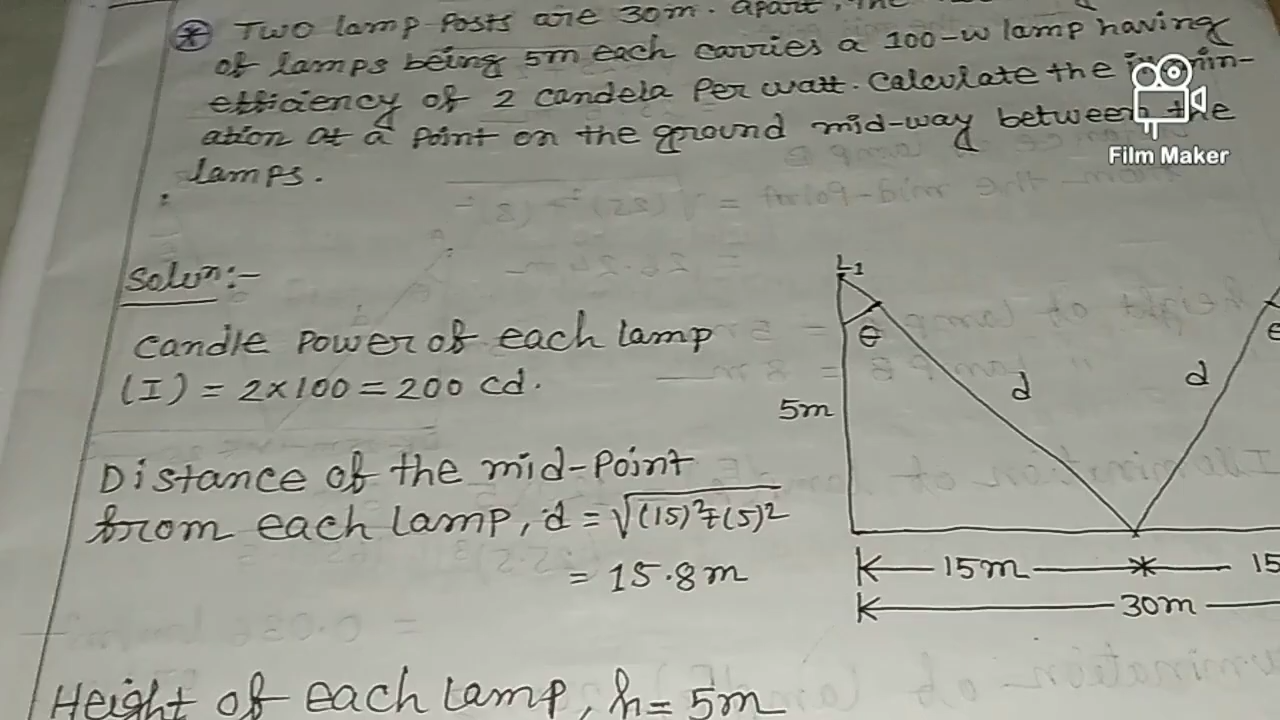 * Two lamp posts are 30m. apart, the
of lamps being 5m each carries a 100-w lamp having
efficiency of 2 candela per watt. calculate the
ation at a point on the ground mid-way between the
lamps.
Film Maker
Soluⁿ:-
Candle Power of each lamp
(I) = 2x100 = 200 cd.
Distance of the mid-point
from each lamp, d = √(15)²+(5)²
= 15.8m
Height of each lamp, h = 5m
L1
θ
5m
d
d
θ
15m
15
30m